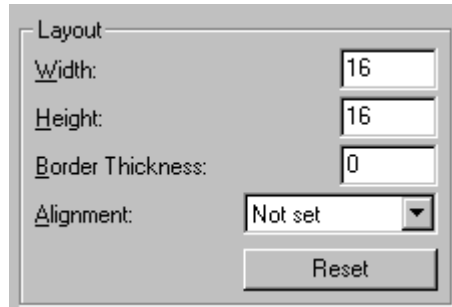 Layout
Width: 16
Height: 16
Border Thickness: 0
Alignment: Not set
Reset